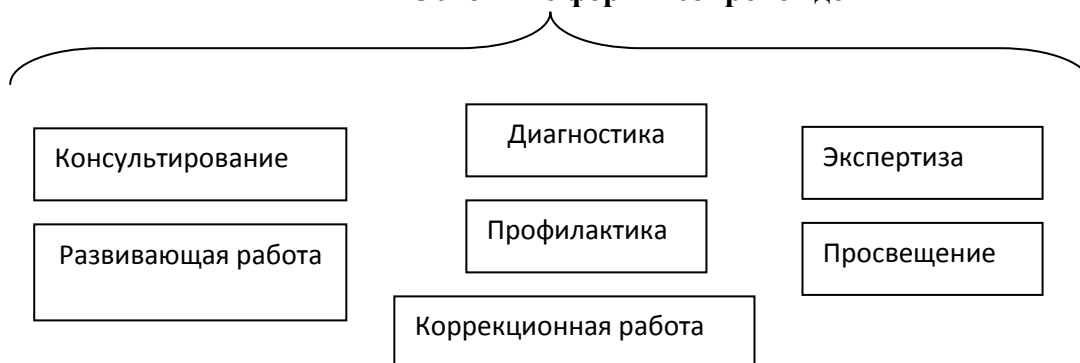 Консультирование
Диагностика
Экспертиза
Развивающая работа
Профилактика
Просвещение
Коррекционная работа